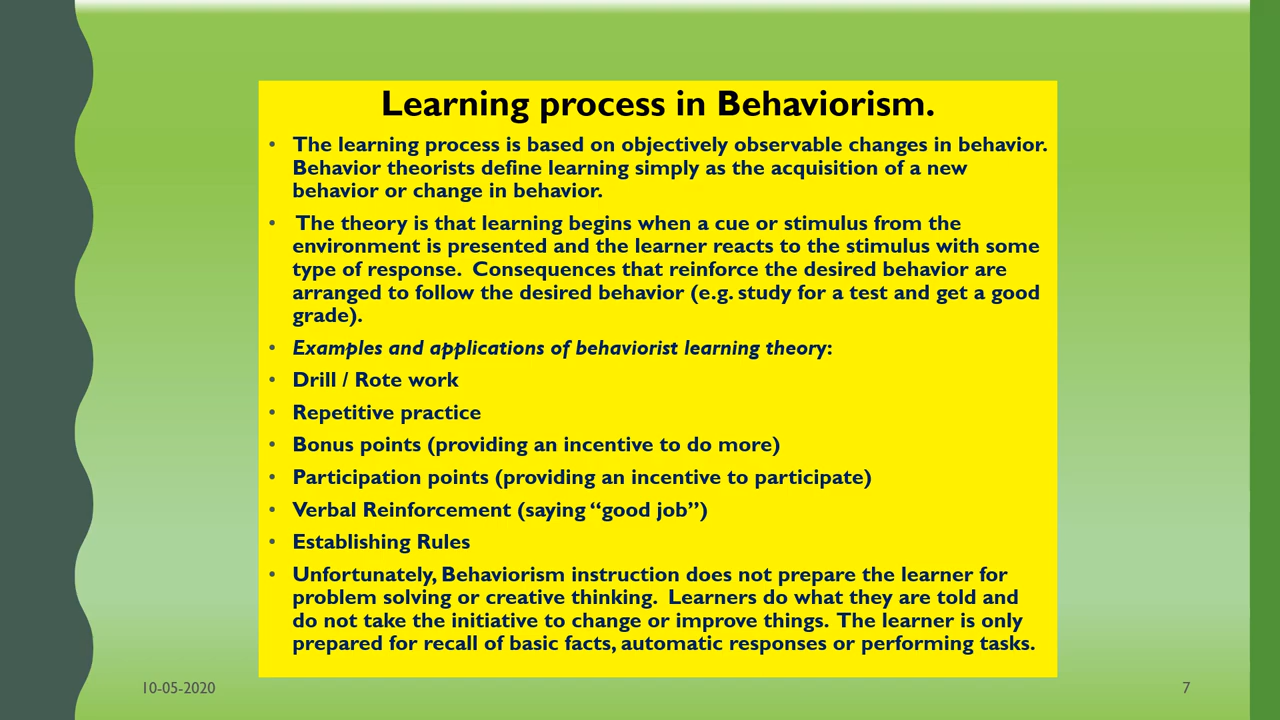 Learning process in Behaviorism.
• The learning process is based on objectively observable changes in behavior.
Behavior theorists define learning simply as the acquisition of a new
behavior or change in behavior.
• The theory is that learning begins when a cue or stimulus from the
environment is presented and the learner reacts to the stimulus with some
type of response.  Consequences that reinforce the desired behavior are
arranged to follow the desired behavior (e.g. study for a test and get a good
grade).
• Examples and applications of behaviorist learning theory:
• Drill / Rote work
• Repetitive practice
• Bonus points (providing an incentive to do more)
• Participation points (providing an incentive to participate)
• Verbal Reinforcement (saying “good job”)
• Establishing Rules
• Unfortunately, Behaviorism instruction does not prepare the learner for
problem solving or creative thinking.  Learners do what they are told and
do not take the initiative to change or improve things.  The learner is only
prepared for recall of basic facts, automatic responses or performing tasks.
10-05-2020
7